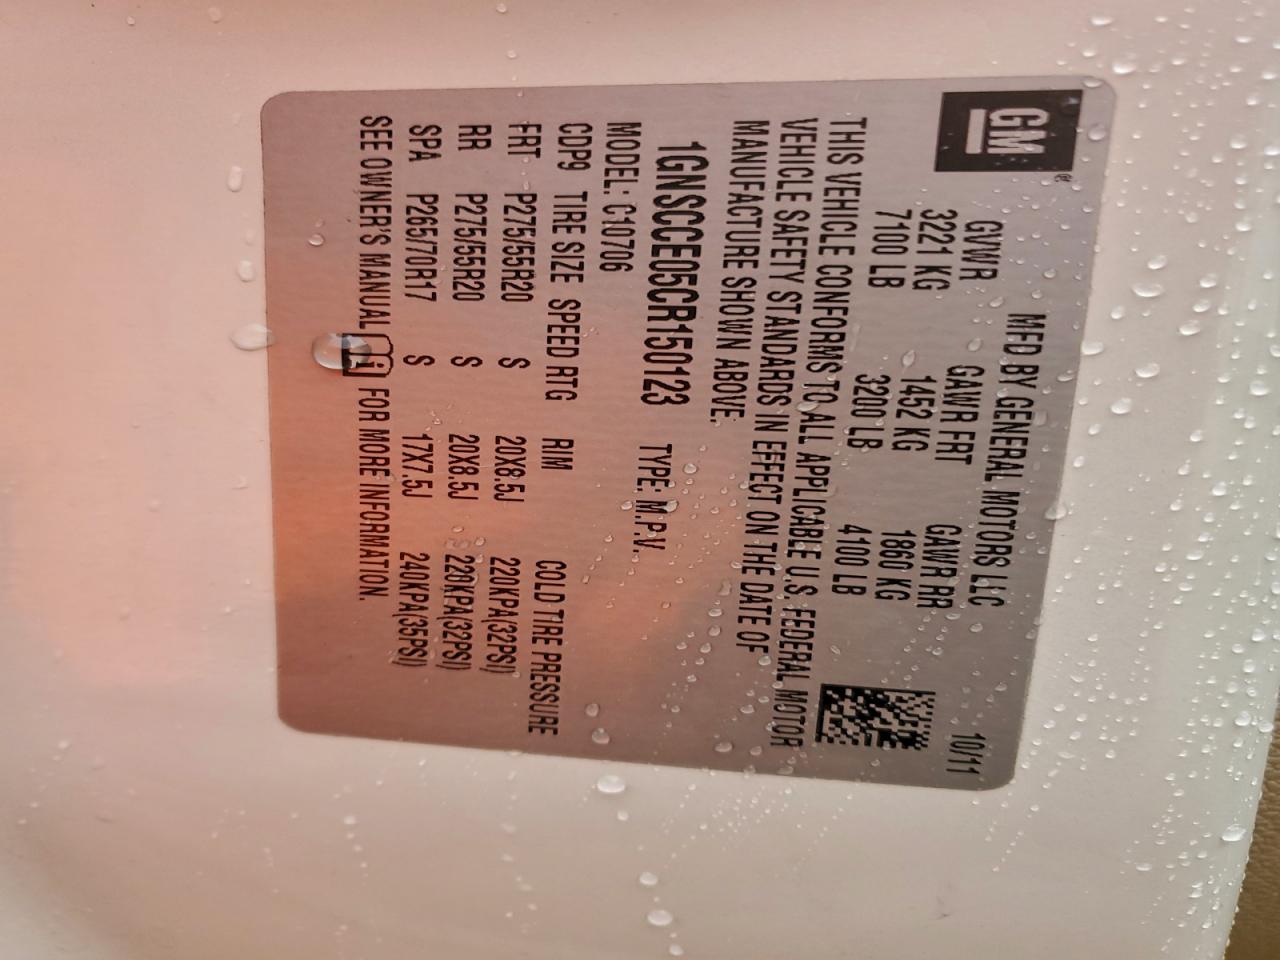 GM®
MFD BY GENERAL MOTORS LLC 10/11
GVWR GAWR FRT GAWR RR
3221 KG 1452 KG 1860 KG
7100 LB 3200 LB 4100 LB
THIS VEHICLE CONFORMS TO ALL APPLICABLE U.S. FEDERAL MOTOR
VEHICLE SAFETY STANDARDS IN EFFECT ON THE DATE OF
MANUFACTURE SHOWN ABOVE.
1GNSCCE05CR150123 TYPE: M.P.V.
MODEL: C10706
CDP9 TIRE SIZE SPEED RTG RIM COLD TIRE PRESSURE
FRT P275/55R20 S 20X8.5J 220KPA(32PSI)
RR P275/55R20 S 20X8.5J 220KPA(32PSI)
SPA P265/70R17 S 17X7.5J 240KPA(35PSI)
SEE OWNER'S MANUAL FOR MORE INFORMATION.